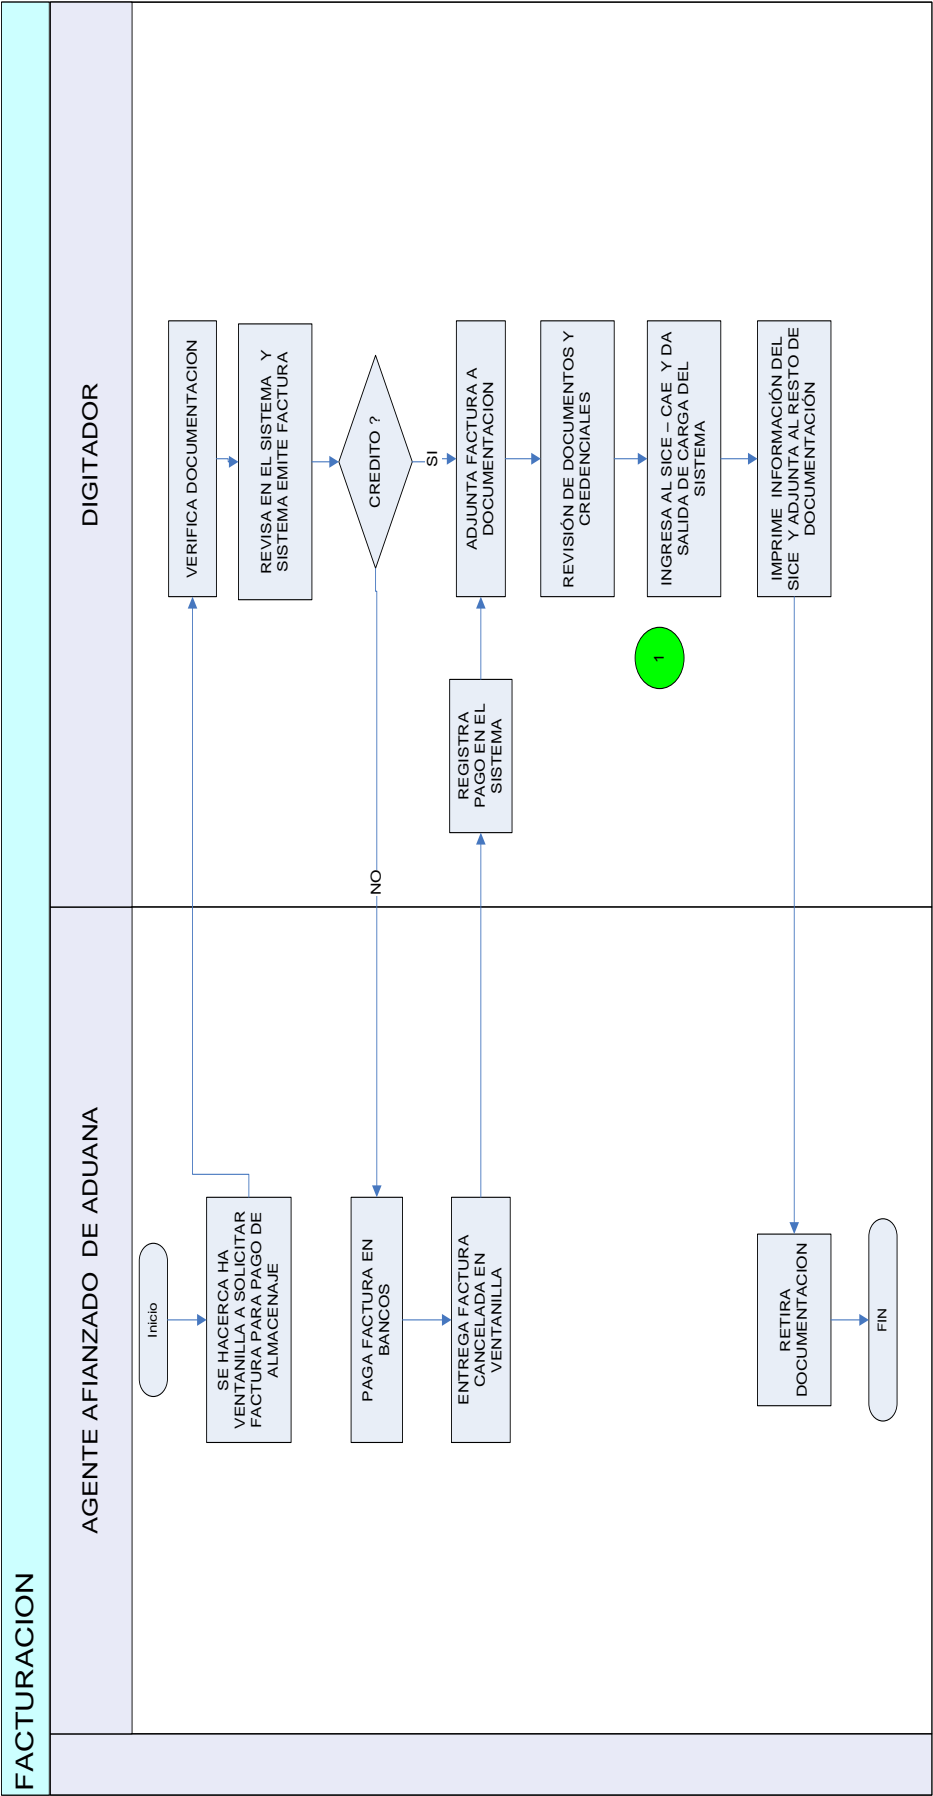 FACTURACION
AGENTE AFIANZADO DE ADUANA
DIGITADOR
Inicio
SE HACERCA HA
VENTANILLA A SOLICITAR
FACTURA PARA PAGO DE
ALMACENAJE
VERIFICA DOCUMENTACION
REVISA EN EL SISTEMA Y
SISTEMA EMITE FACTURA
CREDITO ?
NO
SI
PAGA FACTURA EN
BANCOS
ENTREGA FACTURA
CANCELADA EN
VENTANILLA
REGISTRA
PAGO EN EL
SISTEMA
ADJUNTA FACTURA A
DOCUMENTACION
REVISIÓN DE DOCUMENTOS Y
CREDENCIALES
1
INGRESA AL SICE – CAE Y DA
SALIDA DE CARGA DEL
SISTEMA
IMPRIME INFORMACIÓN DEL
SICE Y ADJUNTA AL RESTO DE
DOCUMENTACIÓN
RETIRA
DOCUMENTACION
FIN